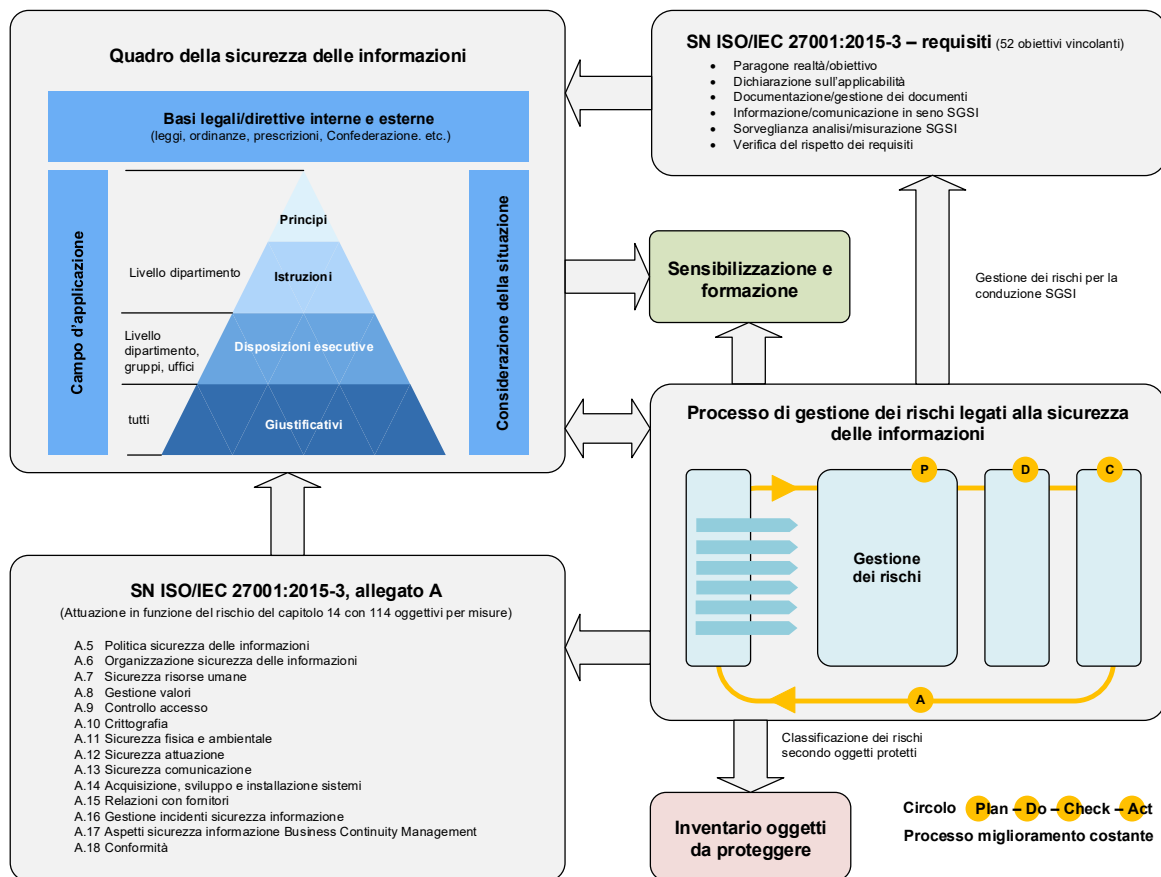 Quadro della sicurezza delle informazioni
Basi legali/direttive interne e esterne
(leggi, ordinanze, prescrizioni, Confederazione. etc.)
Campo d'applicazione
Principi
Livello dipartimento
Istruzioni
Livello
dipartimento,
gruppi, uffici
Disposizioni esecutive
tutti
Giustificativi
Considerazione della situazione
SN ISO/IEC 27001:2015-3 – requisiti (52 obiettivi vincolanti)
• Paragone realtà/obiettivo
• Dichiarazione sull'applicabilità
• Documentazione/gestione dei documenti
• Informazione/comunicazione in seno SGSI
• Sorveglianza analisi/misurazione SGSI
• Verifica del rispetto dei requisiti
Sensibilizzazione e
formazione
Gestione dei rischi per la
conduzione SGSI
Processo di gestione dei rischi legati alla sicurezza
delle informazioni
P
D
C
Gestione
dei rischi
A
SN ISO/IEC 27001:2015-3, allegato A
(Attuazione in funzione del rischio del capitolo 14 con 114 oggettivi per misure)
A.5 Politica sicurezza delle informazioni
A.6 Organizzazione sicurezza delle informazioni
A.7 Sicurezza risorse umane
A.8 Gestione valori
A.9 Controllo accesso
A.10 Crittografia
A.11 Sicurezza fisica e ambientale
A.12 Sicurezza attuazione
A.13 Sicurezza comunicazione
A.14 Acquisizione, sviluppo e installazione sistemi
A.15 Relazioni con fornitori
A.16 Gestione incidenti sicurezza informazione
A.17 Aspetti sicurezza informazione Business Continuity Management
A.18 Conformità
Classificazione dei rischi
secondo oggetti protetti
Inventario oggetti
da proteggere
Circolo Plan – Do – Check – Act
Processo miglioramento costante